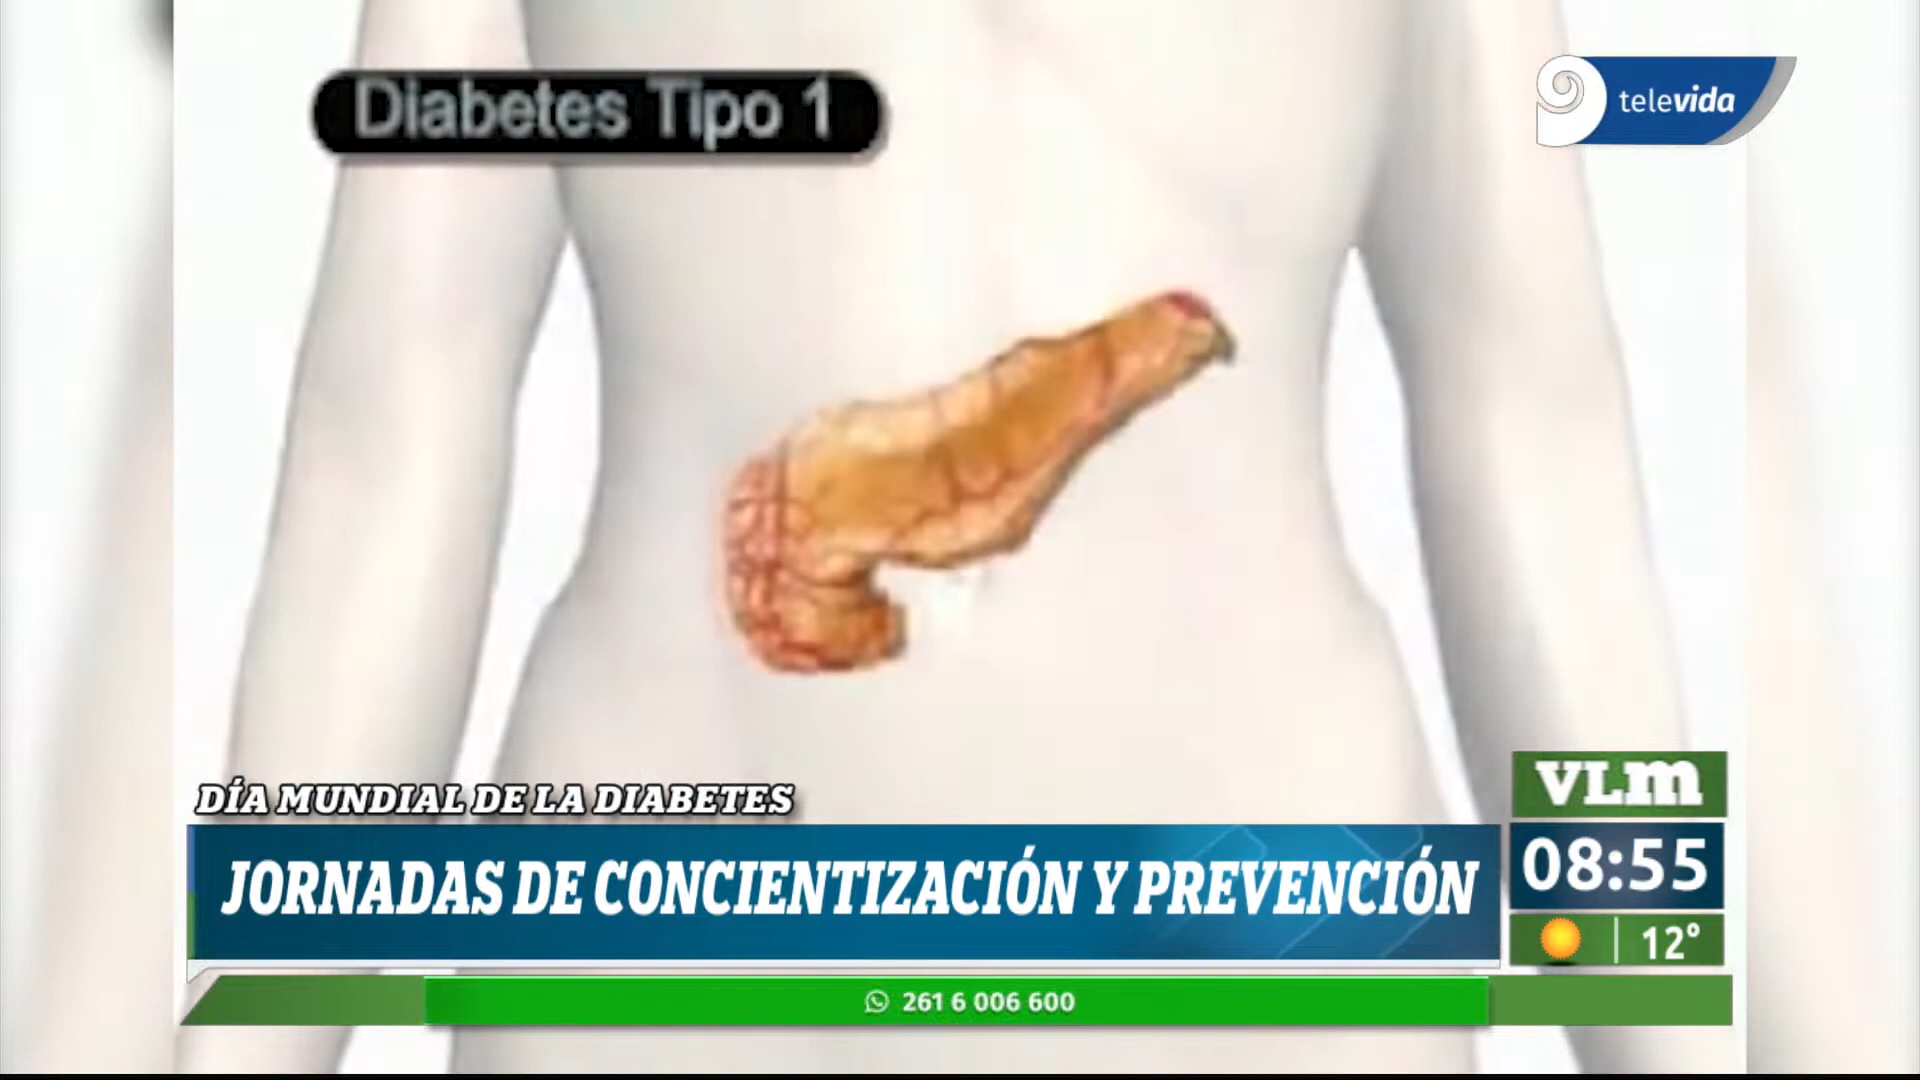 Diabetes Tipo 1
televida
DÍA MUNDIAL DE LA DIABETES
JORNADAS DE CONCIENTIZACIÓN Y PREVENCIÓN
VLM
08:55
12°
261 6 006 600